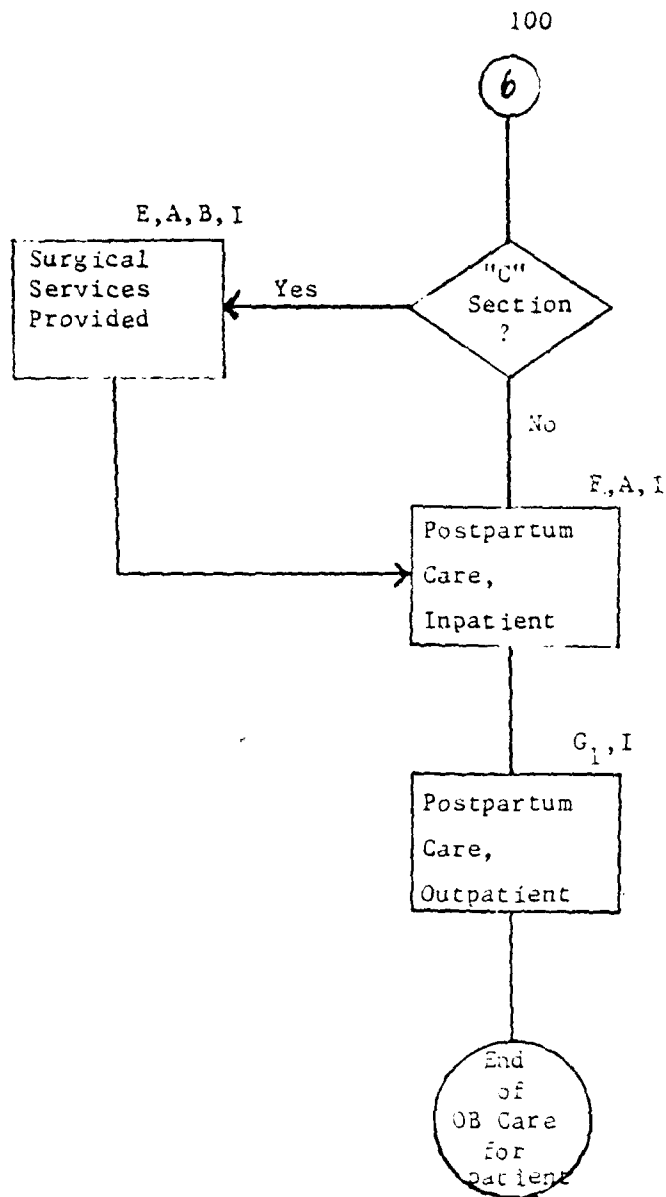 100
6
E,A,B,I
Surgical
Services
Provided
Yes
"C"
Section
?
No
E,A,I
Postpartum
Care,
Inpatient
G1,I
Postpartum
Care,
Outpatient
End
of
OB Care
for
patient